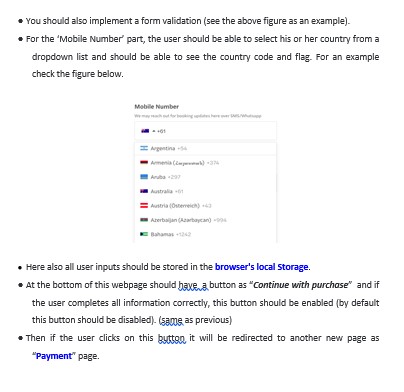 • You should also implement a form validation (see the above figure as an example).
• For the 'Mobile Number' part, the user should be able to select his or her country from a
dropdown list and should be able to see the country code and flag. For an example
check the figure below.
Mobile Number
We may reach out for booking updates here over SMS/Whatsapp
+61
Argentina +54
Armenia +374
Aruba +297
Australia +61
Austria (Österreich) +43
Azerbaijan (Azərbaycan) +994
Bahamas +1242
• Here also all user inputs should be stored in the browser's local Storage.
• At the bottom of this webpage should have a button as "Continue with purchase" and if
the user completes all information correctly, this button should be enabled (by default
this button should be disabled). (same as previous)
• Then if the user clicks on this button it will be redirected to another new page as
"Payment" page.